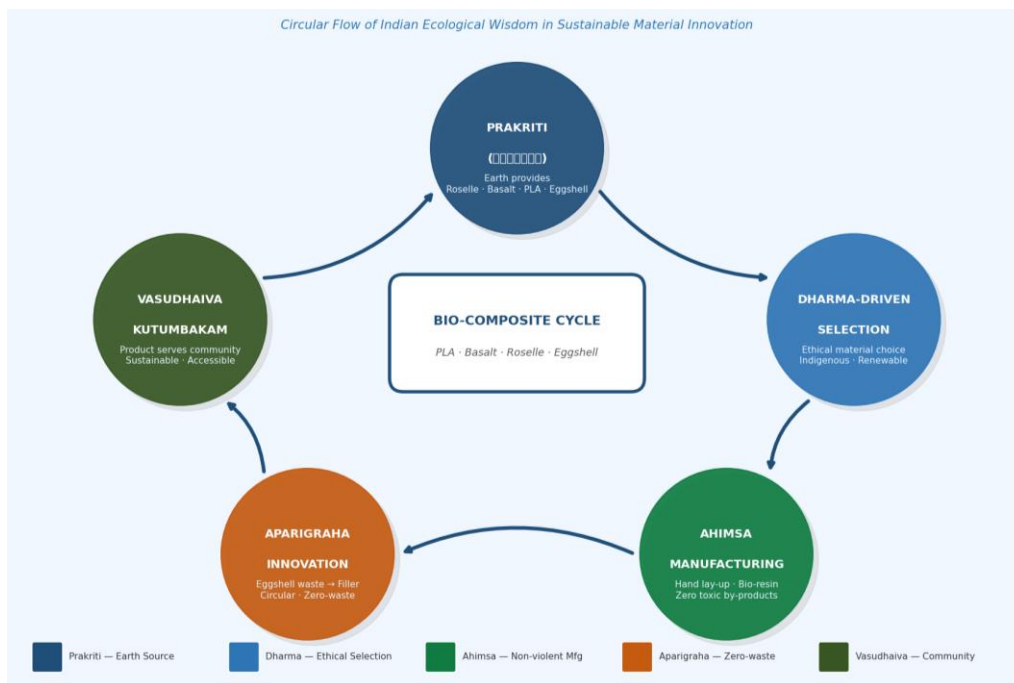 Circular Flow of Indian Ecological Wisdom in Sustainable Material Innovation
PRAKRITI
Earth provides
Roselle · Basalt · PLA · Eggshell
VASUDHAIVA
KUTUMBAKAM
Product serves community
Sustainable · Accessible
BIO-COMPOSITE CYCLE
PLA · Basalt · Roselle · Eggshell
DHARMA-DRIVEN
SELECTION
Ethical material choice
Indigenous · Renewable
APARIGRAHA
INNOVATION
Eggshell waste → Filler
Circular · Zero-waste
AHIMSA
MANUFACTURING
Hand lay-up · Bio-resin
Zero toxic by-products
Prakriti — Earth Source
Dharma — Ethical Selection
Ahimsa — Non-violent Mfg
Aparigraha — Zero-waste
Vasudhaiva — Community